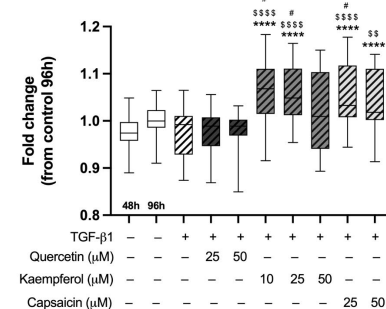 # #
$$$$ # $$$$ $$
**** $$$$ **** ****
****
1.2
1.1
1.0
0.9
0.8
Fold change
(from control 96h)
48h 96h
TGF-β1 – – + + + + + + + +
Quercetin (μM) – – – 25 50 – – – – –
Kaempferol (μM) – – – – – 10 25 50 – –
Capsaicin (μM) – – – – – – – – 25 50